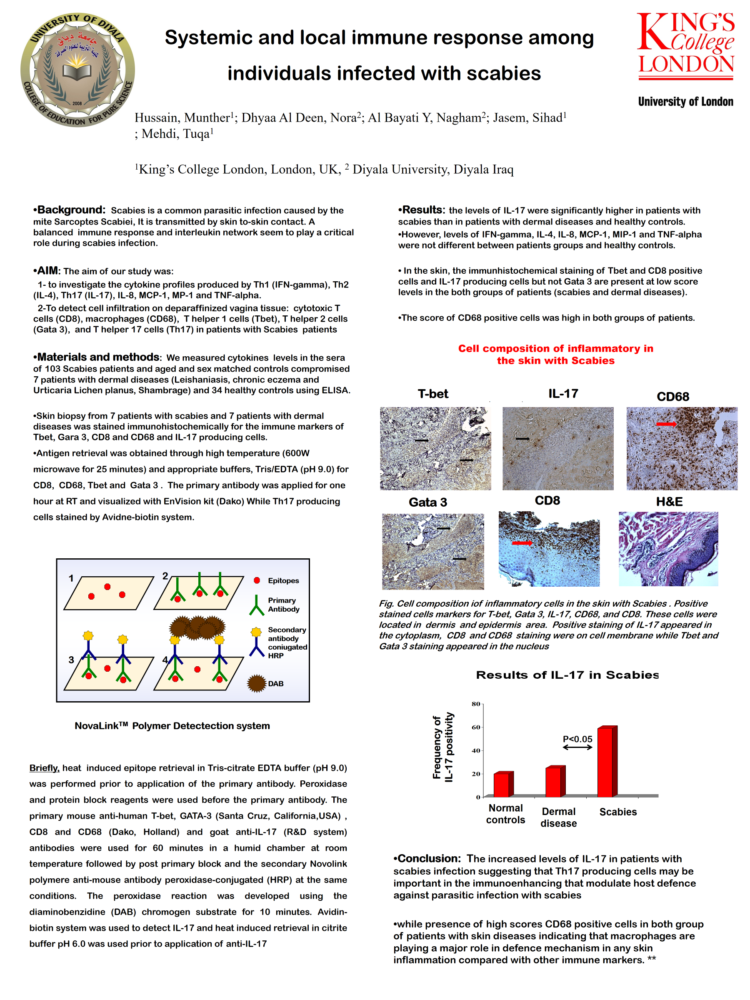 UNIVERSITY OF DIYALA
جامعة ديالى
كلية التربية للعلوم الصرفة
2008
COLLEGE OF EDUCATION FOR PURE SCIENCE
Systemic and local immune response among
individuals infected with scabies
KING'S
College
LONDON
University of London
Hussain, Munther¹; Dhyaa Al Deen, Nora²; Al Bayati Y, Nagham²; Jasem, Sihad¹
; Mehdi, Tuqa¹
¹King's College London, London, UK, ² Diyala University, Diyala Iraq
•Background: Scabies is a common parasitic infection caused by the
mite Sarcoptes Scabiei, It is transmitted by skin to-skin contact. A
balanced immune response and interleukin network seem to play a critical
role during scabies infection.
•AIM: The aim of our study was:
1- to investigate the cytokine profiles produced by Th1 (IFN-gamma), Th2
(IL-4), Th17 (IL-17), IL-8, MCP-1, MP-1 and TNF-alpha.
2-To detect cell infiltration on deparaffinized vagina tissue: cytotoxic T
cells (CD8), macrophages (CD68), T helper 1 cells (Tbet), T helper 2 cells
(Gata 3), and T helper 17 cells (Th17) in patients with Scabies patients
•Materials and methods: We measured cytokines levels in the sera
of 103 Scabies patients and aged and sex matched controls compromised
7 patients with dermal diseases (Leishaniasis, chronic eczema and
Urticaria Lichen planus, Shambrage) and 34 healthy controls using ELISA.
•Skin biopsy from 7 patients with scabies and 7 patients with dermal
diseases was stained immunohistochemically for the immune markers of
Tbet, Gara 3, CD8 and CD68 and IL-17 producing cells.
•Antigen retrieval was obtained through high temperature (600W
microwave for 25 minutes) and appropriate buffers, Tris/EDTA (pH 9.0) for
CD8, CD68, Tbet and Gata 3 . The primary antibody was applied for one
hour at RT and visualized with EnVision kit (Dako) While Th17 producing
cells stained by Avidne-biotin system.
1
2
3
4
Epitopes
Primary
Antibody
Secondary
antibody
coniugated
HRP
DAB
NovaLink™ Polymer Detectection system
Briefly, heat induced epitope retrieval in Tris-citrate EDTA buffer (pH 9.0)
was performed prior to application of the primary antibody. Peroxidase
and protein block reagents were used before the primary antibody. The
primary mouse anti-human T-bet, GATA-3 (Santa Cruz, California,USA) ,
CD8 and CD68 (Dako, Holland) and goat anti-IL-17 (R&D system)
antibodies were used for 60 minutes in a humid chamber at room
temperature followed by post primary block and the secondary Novolink
polymere anti-mouse antibody peroxidase-conjugated (HRP) at the same
conditions. The peroxidase reaction was developed using the
diaminobenzidine (DAB) chromogen substrate for 10 minutes. Avidin-
biotin system was used to detect IL-17 and heat induced retrieval in citrite
buffer pH 6.0 was used prior to application of anti-IL-17
•Results: the levels of IL-17 were significantly higher in patients with
scabies than in patients with dermal diseases and healthy controls.
•However, levels of IFN-gamma, IL-4, IL-8, MCP-1, MIP-1 and TNF-alpha
were not different between patients groups and healthy controls.
• In the skin, the immunhistochemical staining of Tbet and CD8 positive
cells and IL-17 producing cells but not Gata 3 are present at low score
levels in the both groups of patients (scabies and dermal diseases).
•The score of CD68 positive cells was high in both groups of patients.
Cell composition of inflammatory in
the skin with Scabies
T-bet
IL-17
CD68
Gata 3
CD8
H&E
Fig. Cell composition iof inflammatory cells in the skin with Scabies . Positive
stained cells markers for T-bet, Gata 3, IL-17, CD68, and CD8. These cells were
located in dermis and epidermis area. Positive staining of IL-17 appeared in
the cytoplasm, CD8 and CD68 staining were on cell membrane while Tbet and
Gata 3 staining appeared in the nucleus
Results of IL-17 in Scabies
Frequency of
IL-17 positivity
80
60
40
20
0
P<0.05
Normal
controls
Dermal
disease
Scabies
•Conclusion: The increased levels of IL-17 in patients with
scabies infection suggesting that Th17 producing cells may be
important in the immunoenhancing that modulate host defence
against parasitic infection with scabies
•while presence of high scores CD68 positive cells in both group
of patients with skin diseases indicating that macrophages are
playing a major role in defence mechanism in any skin
inflammation compared with other immune markers. **